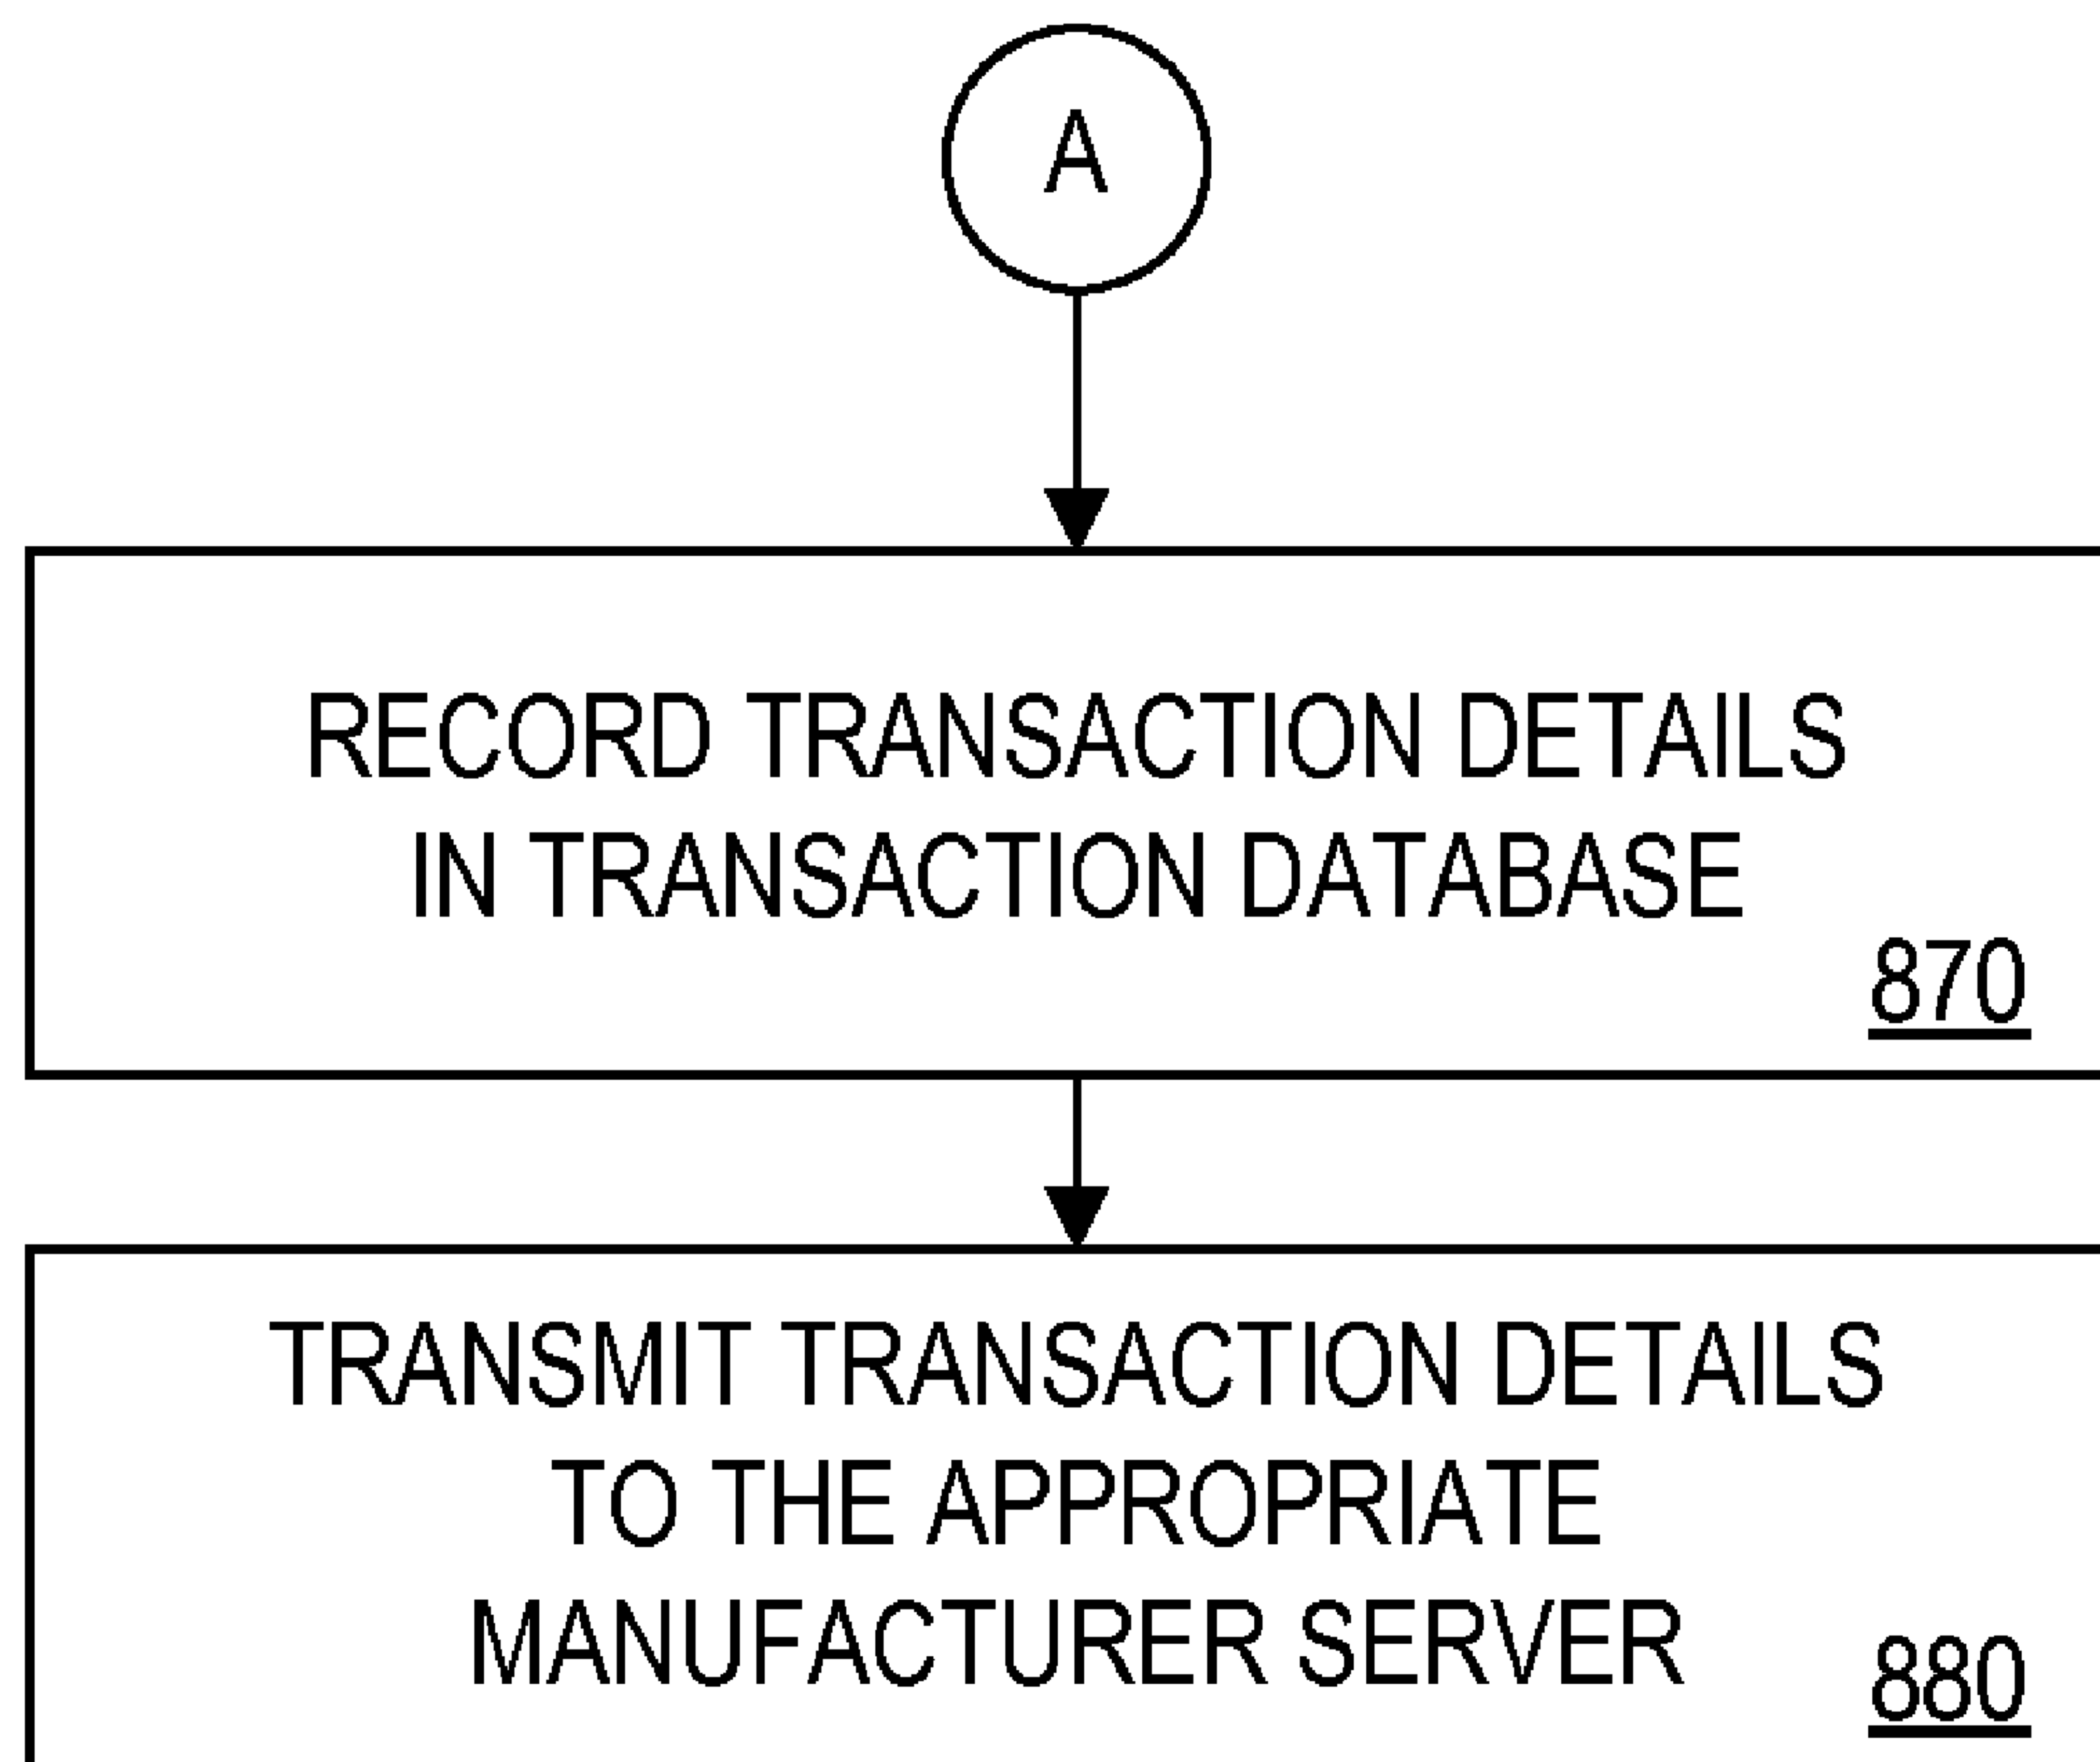 A
RECORD TRANSACTION DETAILS
IN TRANSACTION DATABASE
870
TRANSMIT TRANSACTION DETAILS
TO THE APPROPRIATE
MANUFACTURER SERVER
880